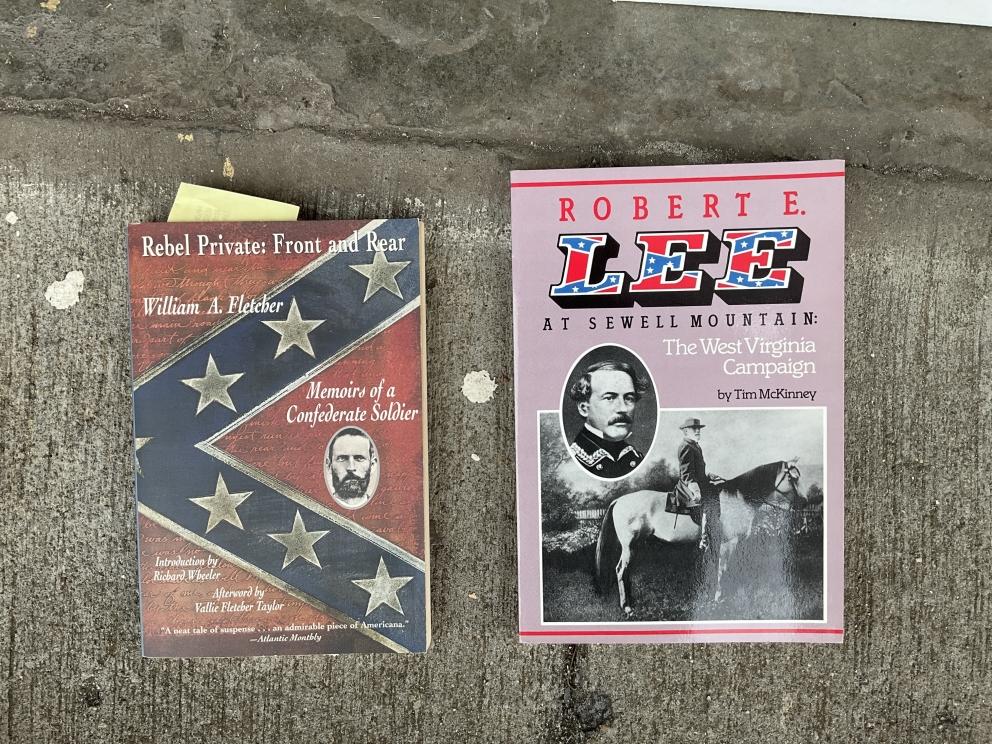 Rebel Private: Front and Rear
William A. Fletcher
Memoirs of a
Confederate Soldier
Introduction by
Richard Wheeler
Afterword by
Vallie Fletcher Taylor
"A neat tale of suspense . . . an admirable piece of Americana."
—Atlantic Monthly
ROBERT E.
LEE
AT SEWELL MOUNTAIN:
The West Virginia
Campaign
by Tim McKinney